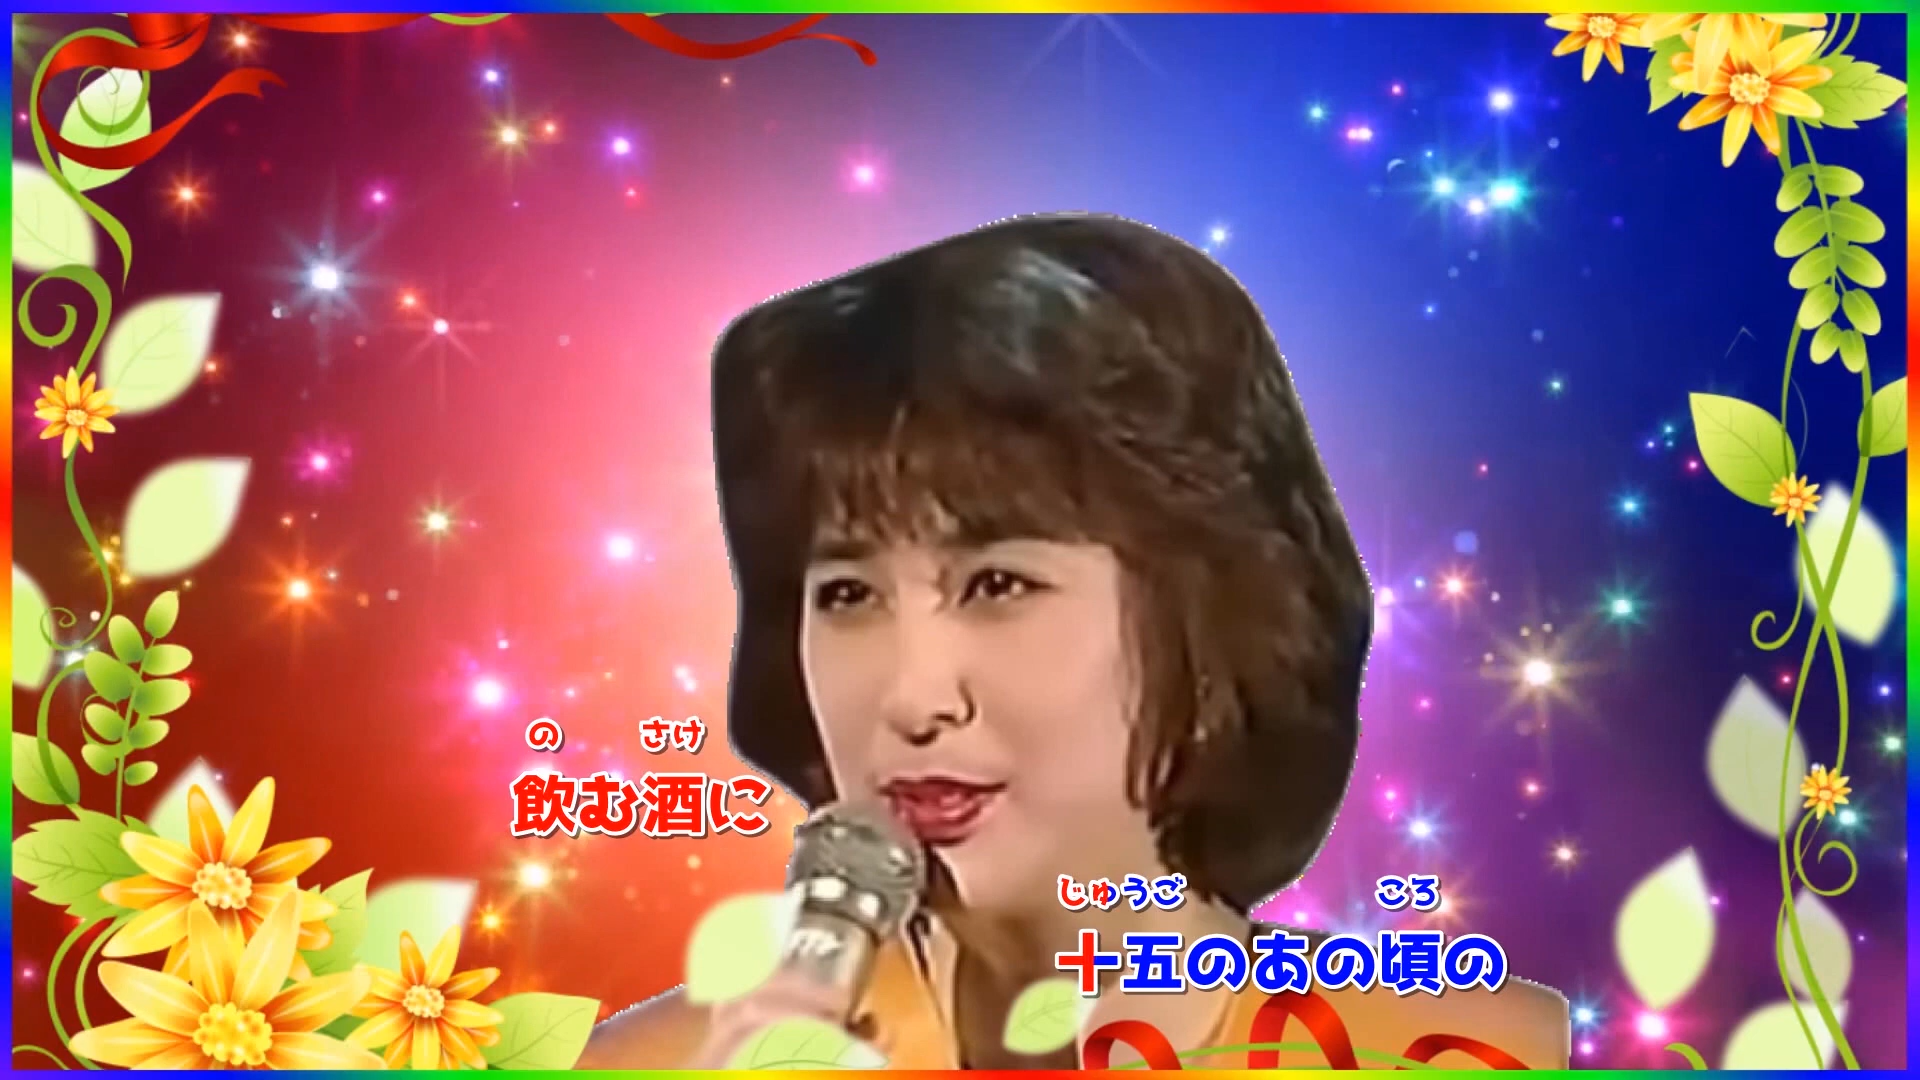 の さけ
飲む酒に
じゅうご ころ
十五のあの頃の